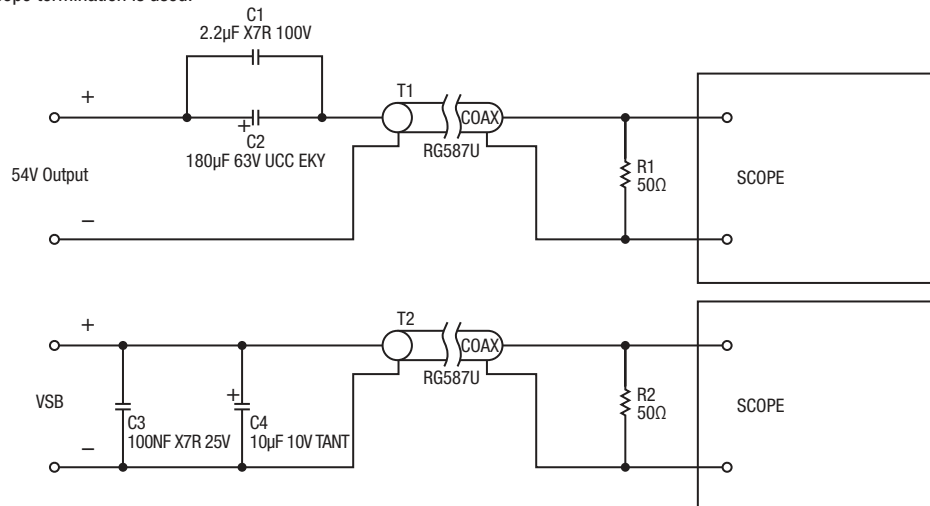 C1
2.2µF X7R 100V
+
T1
COAX
+
C2
RG587U
180µF 63V UCC EKY
54V Output
R1
50Ω
SCOPE
−
+
T2
COAX
RG587U
VSB
+
C3
100NF X7R 25V
C4
10µF 10V TANT
R2
50Ω
SCOPE
−